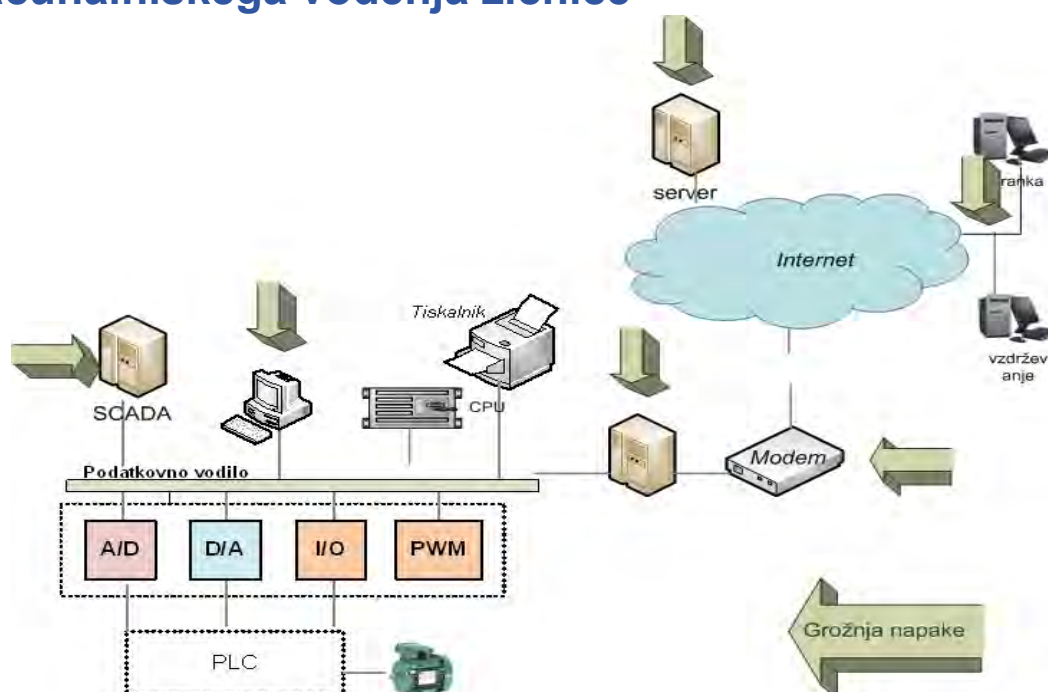 server
ranka
Internet
Tiskalnik
vzdržev
anje
SCADA
CPU
Modem
Podatkovno vodilo
A/D
D/A
I/O
PWM
Grožnja napake
PLC